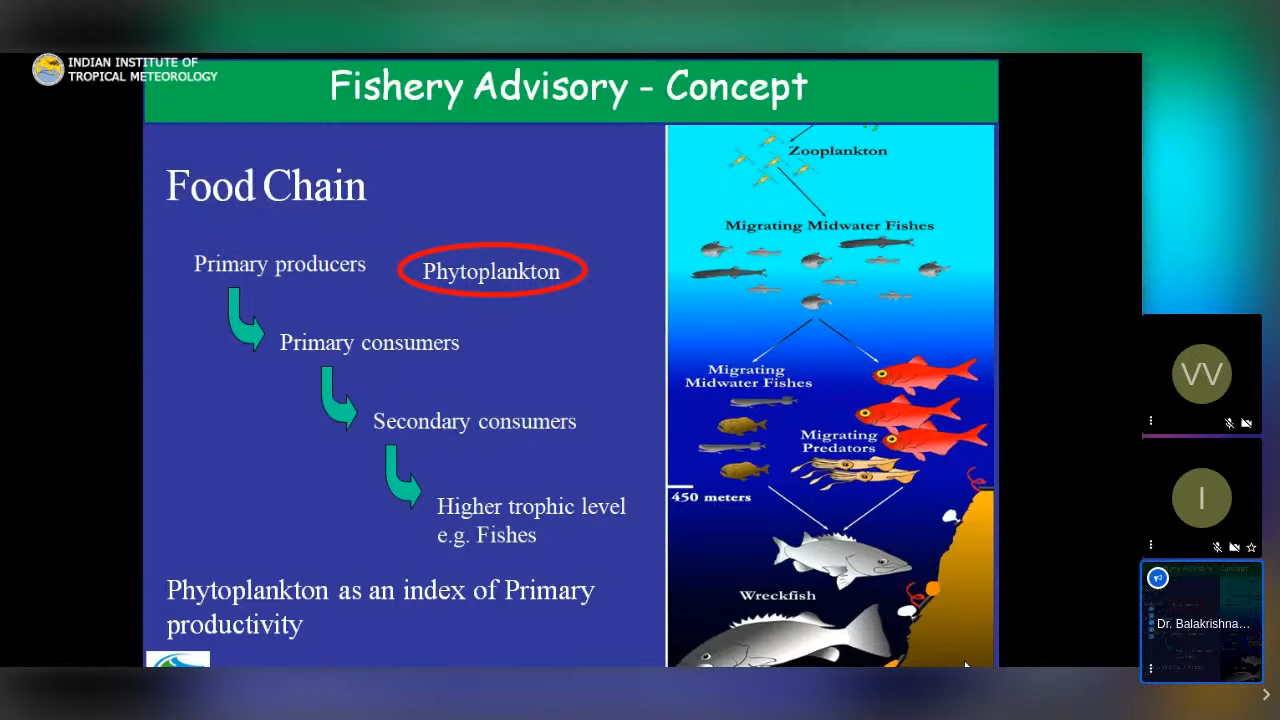 INDIAN INSTITUTE OF
TROPICAL METEOROLOGY
Fishery Advisory - Concept
Food Chain
Primary producers
Phytoplankton
Primary consumers
Secondary consumers
Higher trophic level
e.g. Fishes
Phytoplankton as an index of Primary
productivity
Zooplankton
Migrating Midwater Fishes
Migrating
Midwater Fishes
Migrating
Predators
450 meters
Wreckfish
VV
I
Dr. Balakrishna...